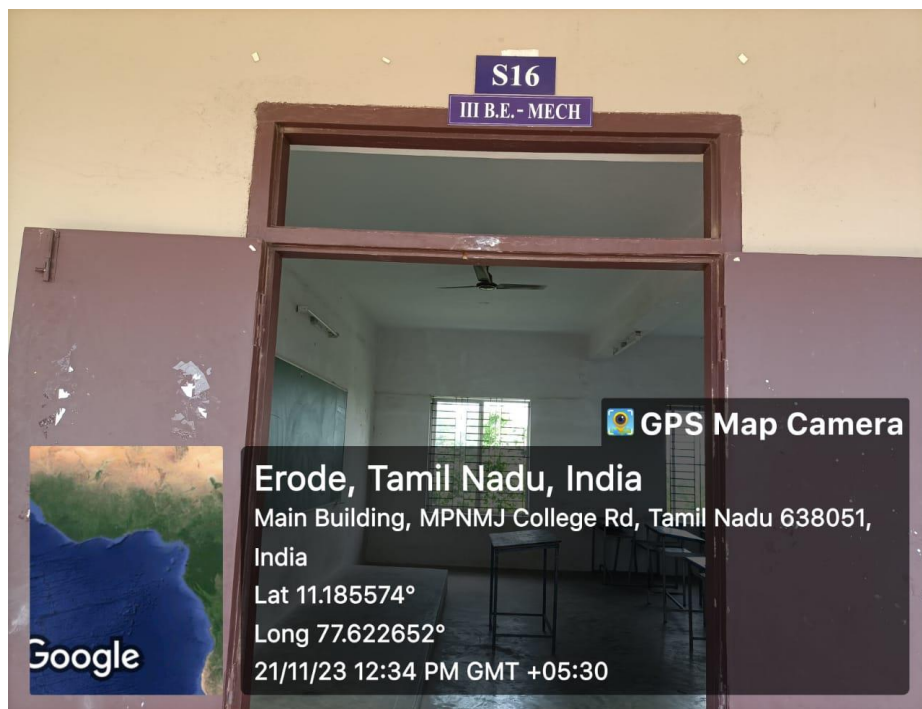 S16
III B.E.- MECH
GPS Map Camera
Erode, Tamil Nadu, India
Main Building, MPNMJ College Rd, Tamil Nadu 638051,
India
Lat 11.185574°
Long 77.622652°
21/11/23 12:34 PM GMT +05:30
Google